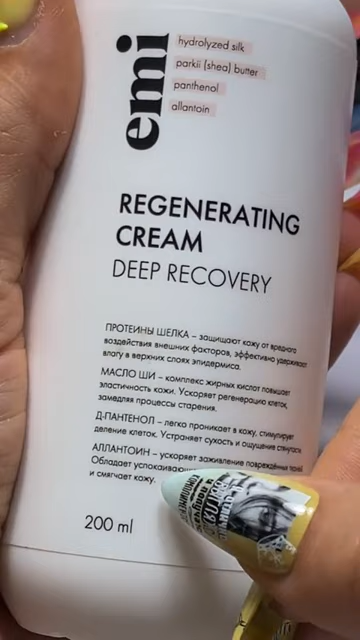 emi
hydrolyzed silk
parkii (shea) butter
panthenol
allantoin
REGENERATING
CREAM
DEEP RECOVERY
ПРОТЕИНЫ ШЕЛКА – защищают кожу от вредного
воздействия внешних факторов, эффективно удерживают
влагу в верхних слоях эпидермиса.
МАСЛО ШИ – комплекс жирных кислот повышает
эластичность кожи. Ускоряет регенерацию клеток,
замедляя процессы старения.
Д-ПАНТЕНОЛ – легко проникает в кожу, стимулирует
деление клеток. Устраняет сухость и ощущение стянутости
АЛЛАНТОИН – ускоряет заживление повреждённых тканей.
Обладает
и смягчает кожу.
200 ml